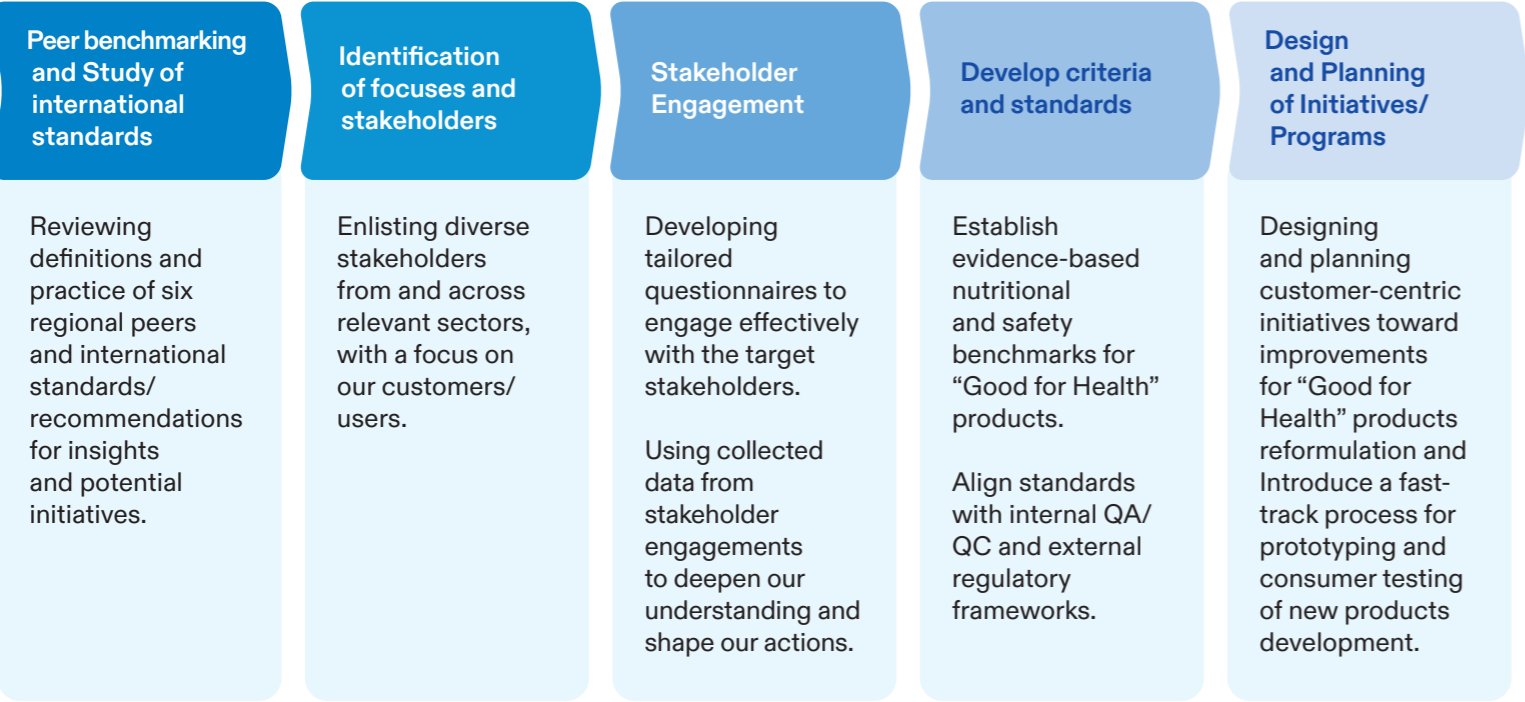 Peer benchmarking
and Study of
international
standards
Reviewing
definitions and
practice of six
regional peers
and international
standards/
recommendations
for insights
and potential
initiatives.
Identification
of focuses and
stakeholders
Enlisting diverse
stakeholders
from and across
relevant sectors,
with a focus on
our customers/
users.
Stakeholder
Engagement
Developing
tailored
questionnaires to
engage effectively
with the target
stakeholders.
Using collected
data from
stakeholder
engagements
to deepen our
understanding and
shape our actions.
Develop criteria
and standards
Establish
evidence-based
nutritional
and safety
benchmarks for
“Good for Health”
products.
Align standards
with internal QA/
QC and external
regulatory
frameworks.
Design
and Planning
of Initiatives/
Programs
Designing
and planning
customer-centric
initiatives toward
improvements
for “Good for
Health” products
reformulation and
Introduce a fast-
track process for
prototyping and
consumer testing
of new products
development.